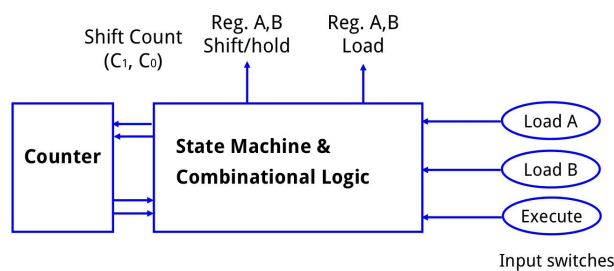 Shift Count
(C₁, C₀)
Reg. A,B
Shift/hold
Reg. A,B
Load
Counter
State Machine &
Combinational Logic
Load A
Load B
Execute
Input switches